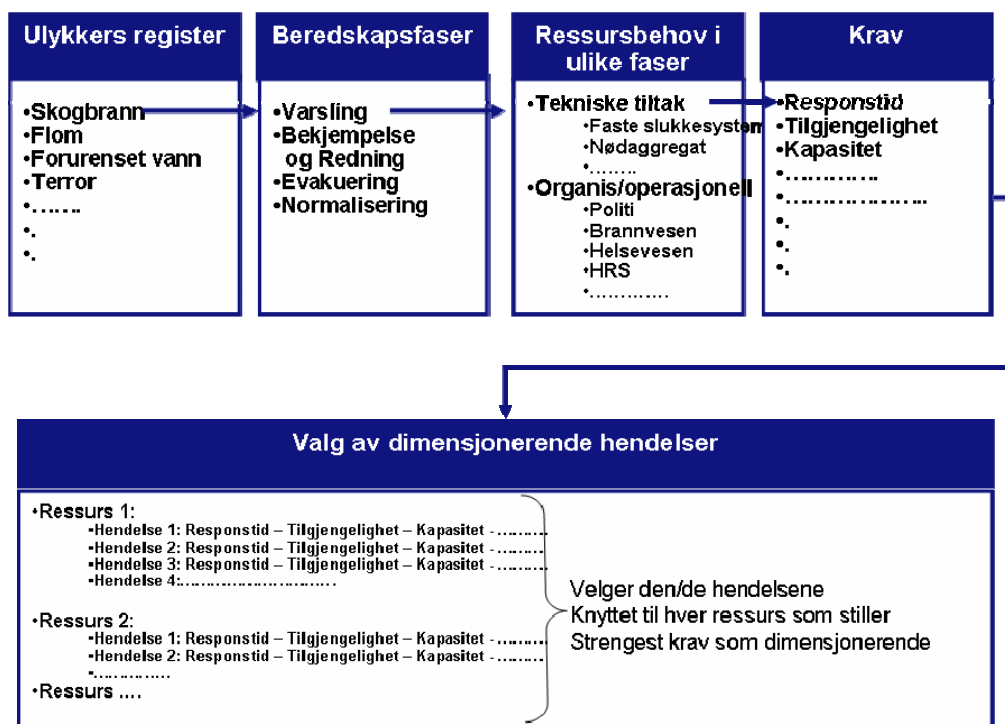 Ulykkers register
•Skogbrann
•Flom
•Forurenset vann
•Terror
•…….
•.
•.
Beredskapsfaser
•Varsling
•Bekjempelse
og Redning
•Evakuering
•Normalisering
Ressursbehov i
ulike faser
•Tekniske tiltak
•Faste slukkesystem
•Nødaggregat
•……..
•Organis/operasjonell
•Politi
•Brannvesen
•Helsevesen
•HRS
•………….
Krav
•Responstid
•Tilgjengelighet
•Kapasitet
•………….
•………………..
•.
•.
•.
Valg av dimensjonerende hendelser
•Ressurs 1:
•Hendelse 1: Responstid – Tilgjengelighet – Kapasitet - ……….
•Hendelse 2: Responstid – Tilgjengelighet – Kapasitet - ………
•Hendelse 3: Responstid – Tilgjengelighet – Kapasitet - ……….
•Hendelse 4:…………………………
•Ressurs 2:
•Hendelse 1: Responstid – Tilgjengelighet – Kapasitet - ……….
•Hendelse 2: Responstid – Tilgjengelighet – Kapasitet - ……….
•……………
•Ressurs ....
Velger den/de hendelsene
Knyttet til hver ressurs som stiller
Strengest krav som dimensjonerende